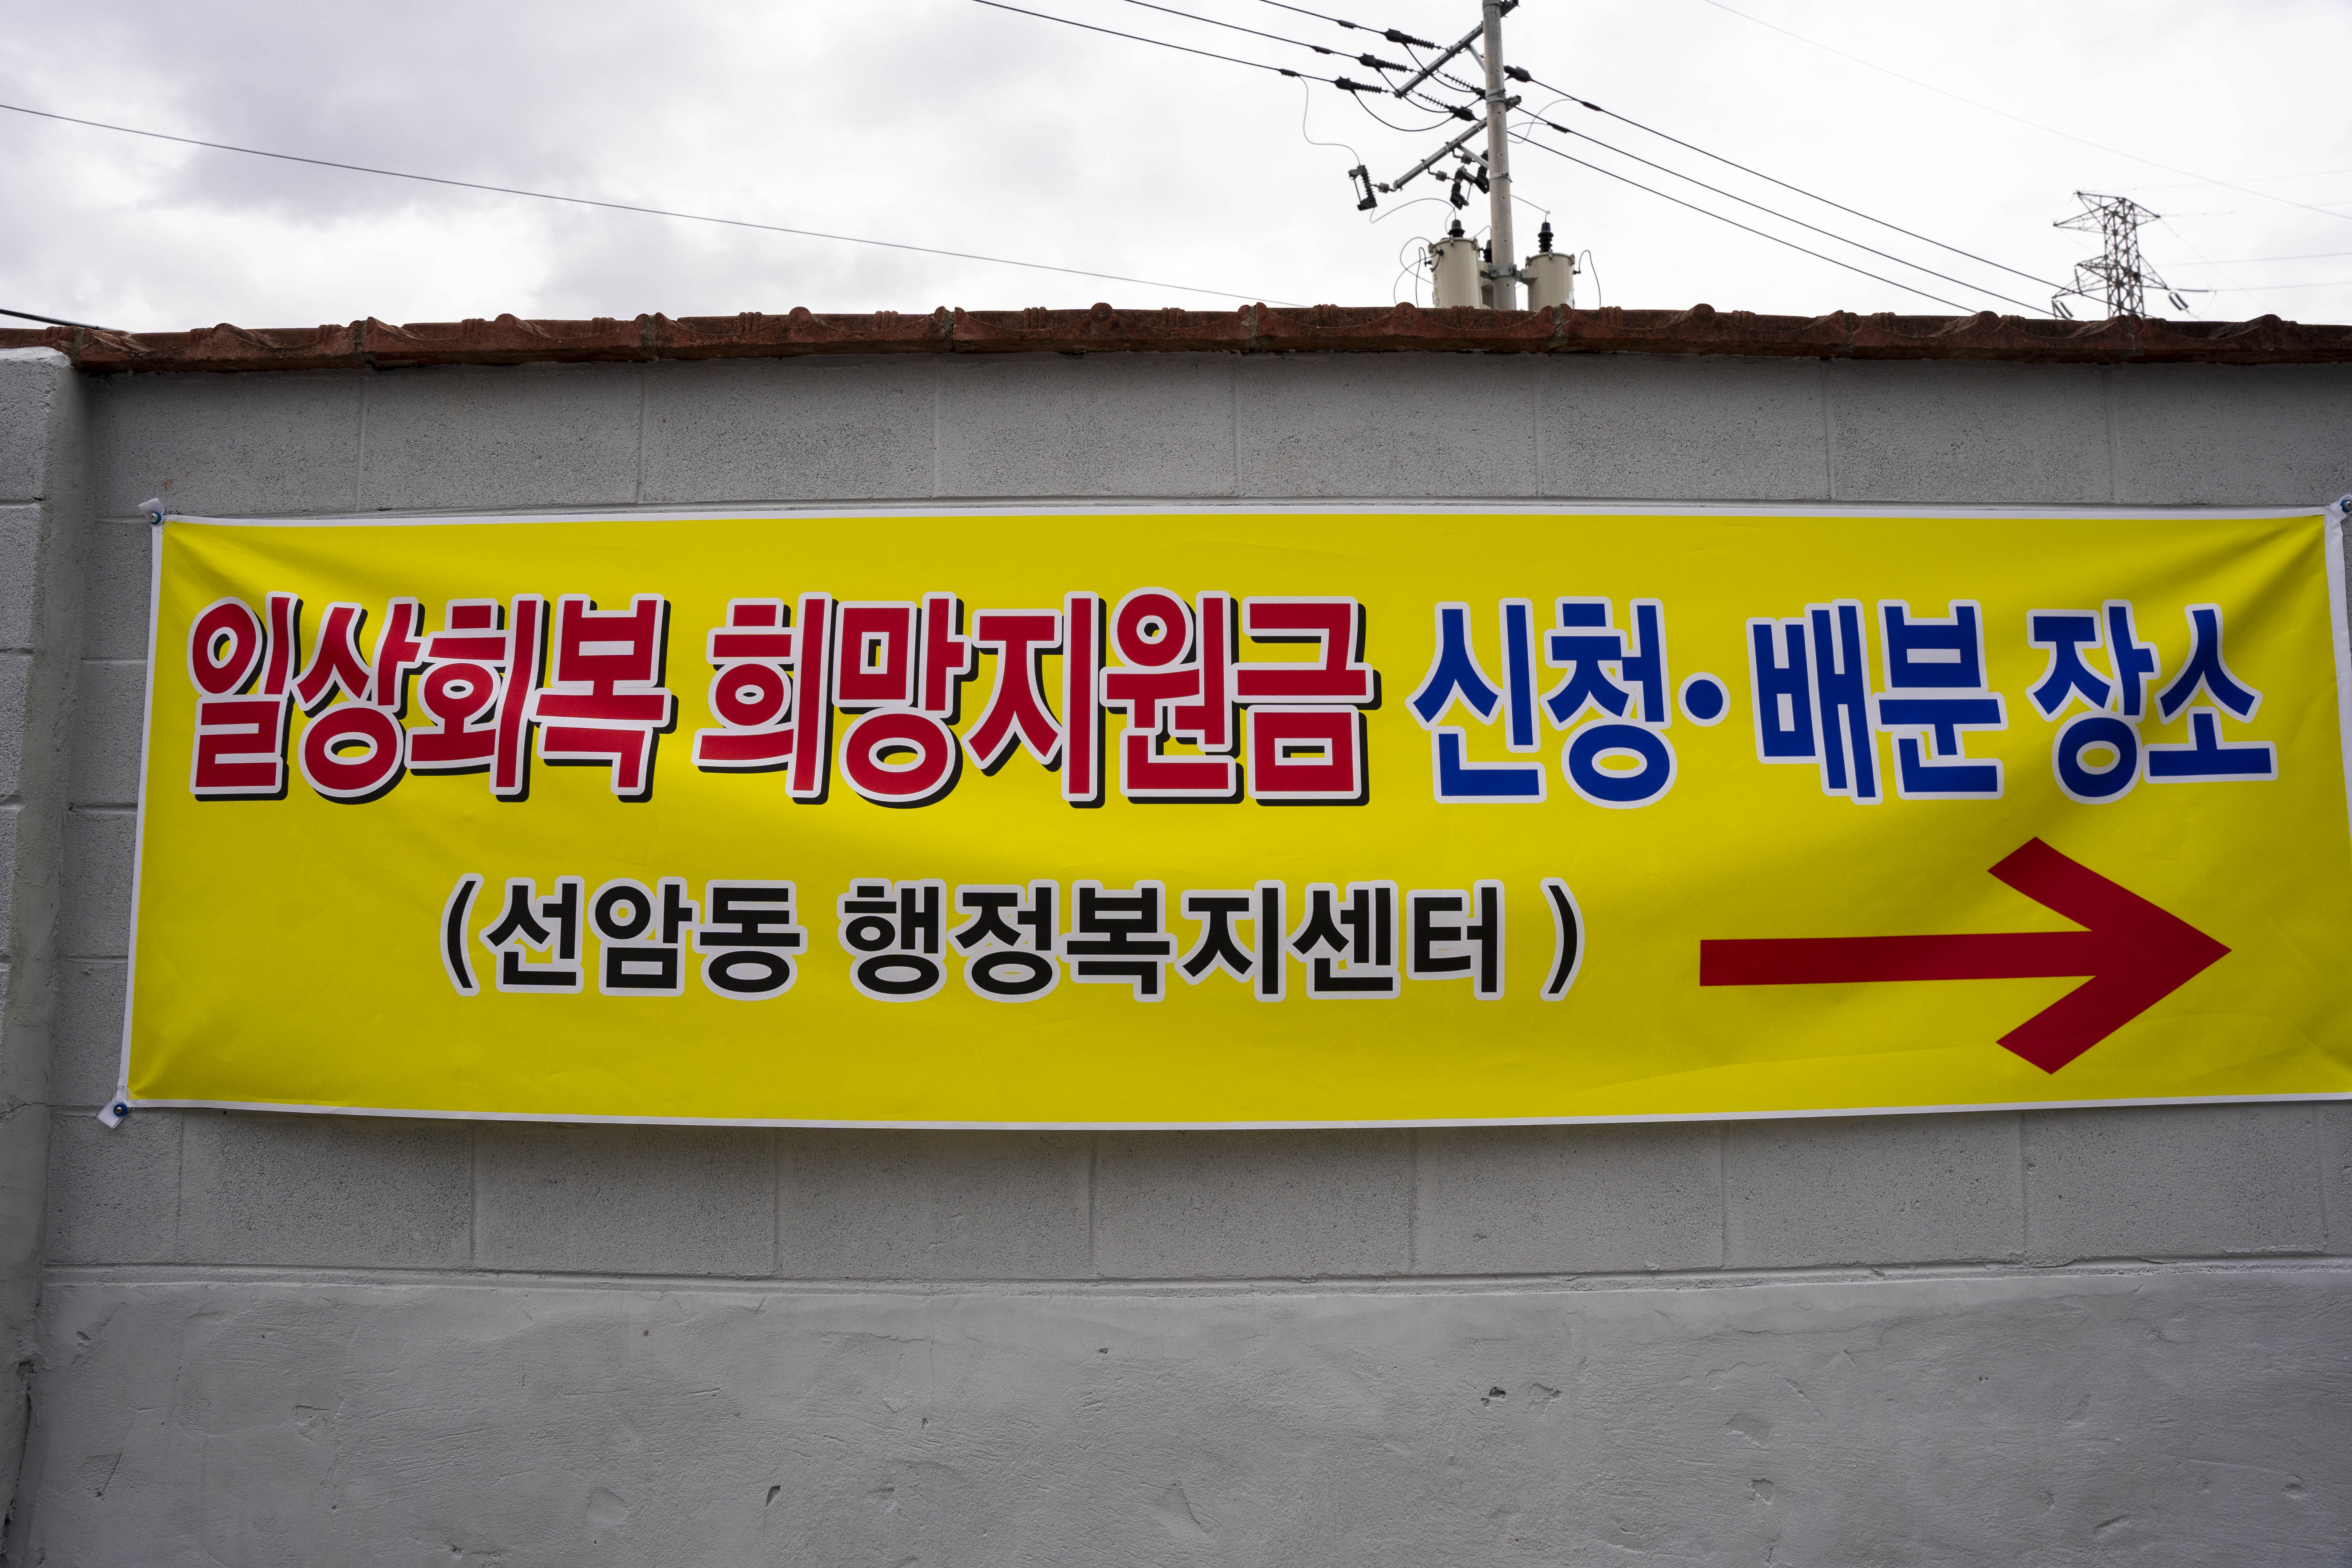 일상회복 희망지원금 신청·배분 장소
(선암동 행정복지센터 )